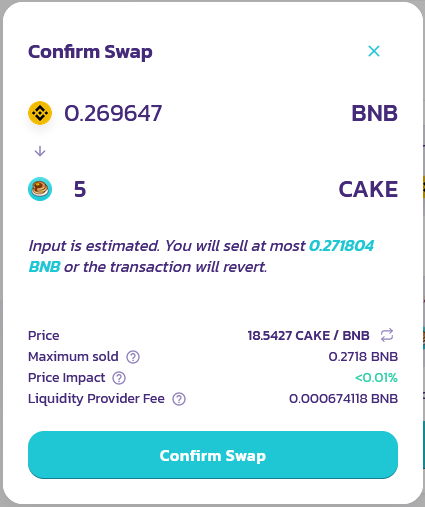 Confirm Swap
0.269647 BNB
5 CAKE
Input is estimated. You will sell at most 0.271804
BNB or the transaction will revert.
Price 18.5427 CAKE / BNB
Maximum sold 0.2718 BNB
Price Impact <0.01%
Liquidity Provider Fee 0.000674118 BNB
Confirm Swap